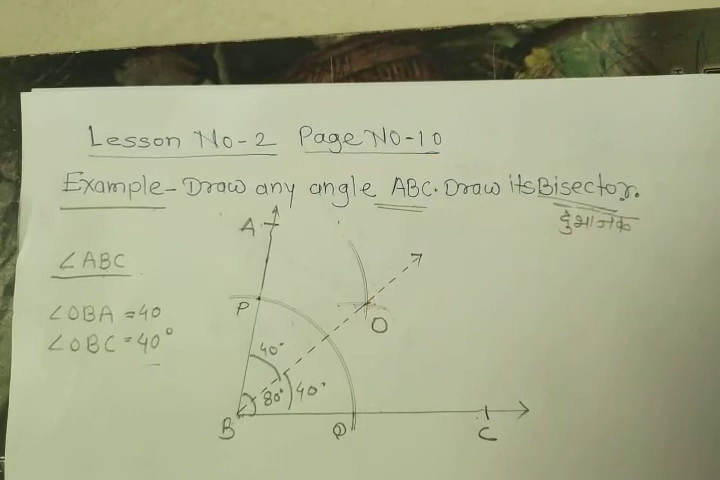 Lesson No-2 Page No-10
Example- Draw any angle ABC. Draw its Bisector.
दुभाजक
∠ABC
∠OBA = 40
∠OBC = 40°
A
P
O
40°
80°
40°
B
Q
C